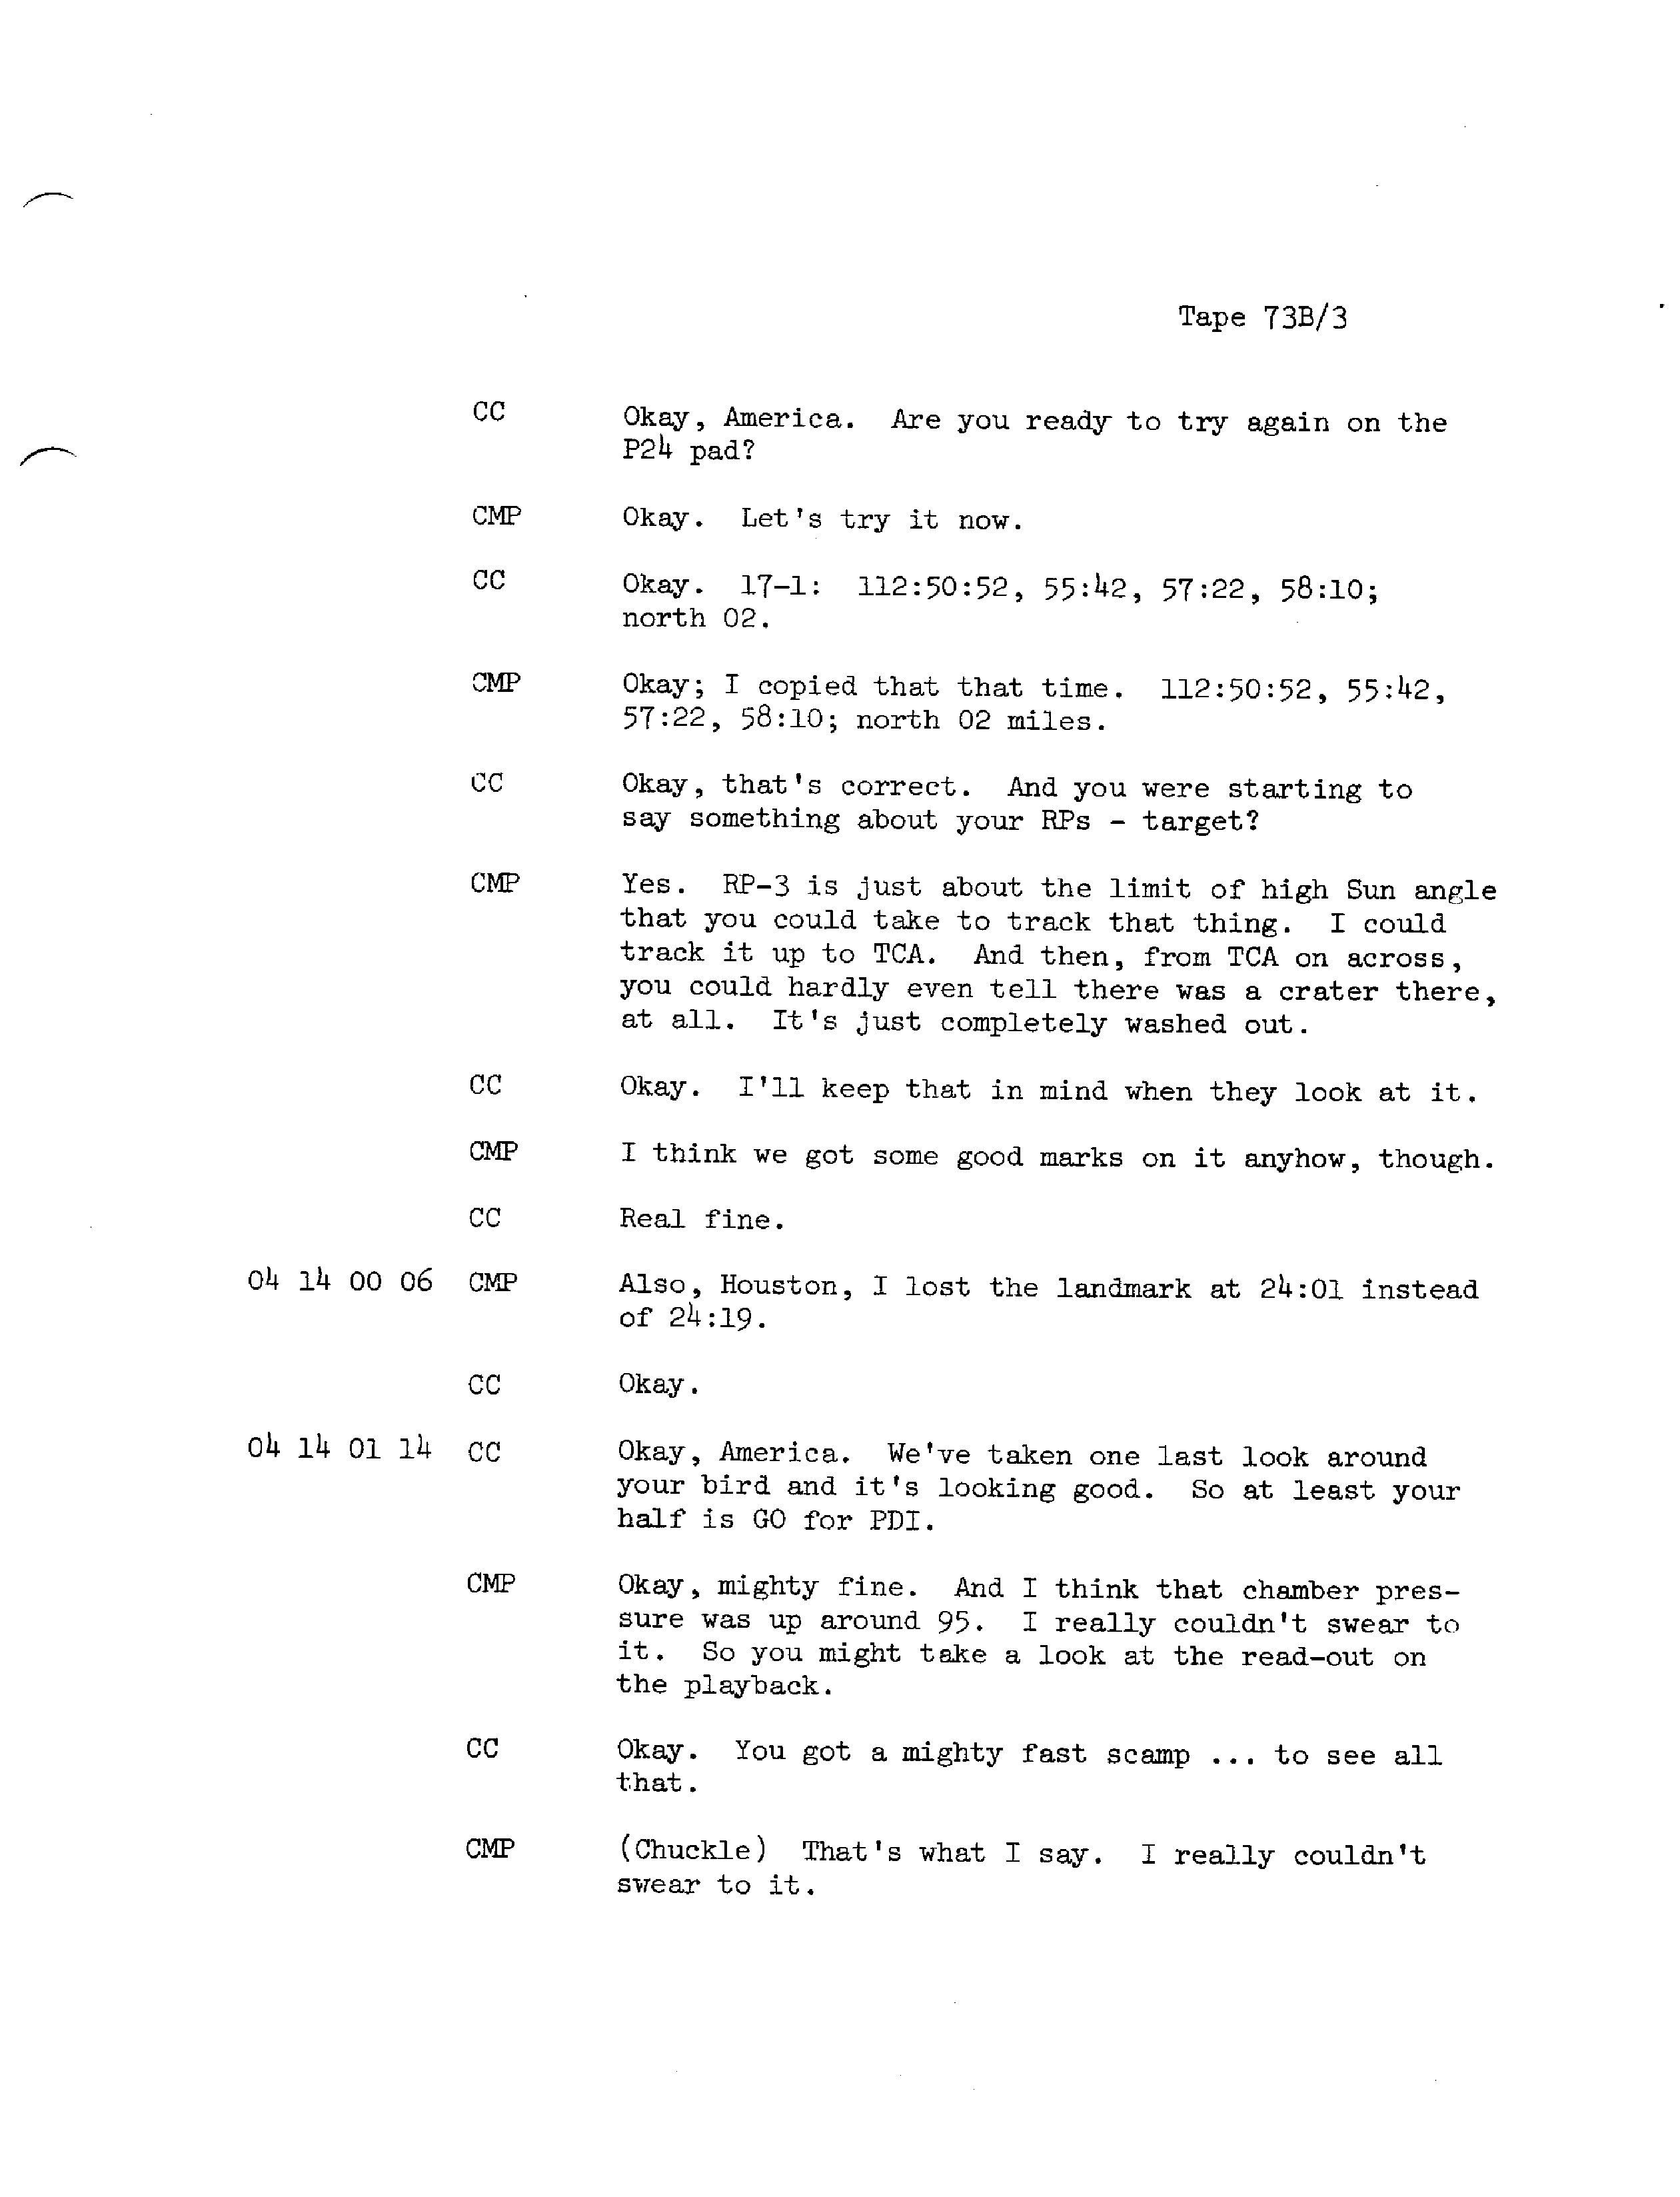 Tape 73B/3
CC Okay, America. Are you ready to try again on the
P24 pad?
CMP Okay. Let's try it now.
CC Okay. 17-1: 112:50:52, 55:42, 57:22, 58:10;
north 02.
CMP Okay; I copied that that time. 112:50:52, 55:42,
57:22, 58:10; north 02 miles.
CC Okay, that's correct. And you were starting to
say something about your RPs - target?
CMP Yes. RP-3 is just about the limit of high Sun angle
that you could take to track that thing. I could
track it up to TCA. And then, from TCA on across,
you could hardly even tell there was a crater there,
at all. It's just completely washed out.
CC Okay. I'll keep that in mind when they look at it.
CMP I think we got some good marks on it anyhow, though.
CC Real fine.
04 14 00 06 CMP Also, Houston, I lost the landmark at 24:01 instead
of 24:19.
CC Okay.
04 14 01 14 CC Okay, America. We've taken one last look around
your bird and it's looking good. So at least your
half is GO for PDI.
CMP Okay, mighty fine. And I think that chamber pres-
sure was up around 95. I really couldn't swear to
it. So you might take a look at the read-out on
the playback.
CC Okay. You got a mighty fast scamp ... to see all
that.
CMP (Chuckle) That's what I say. I really couldn't
swear to it.